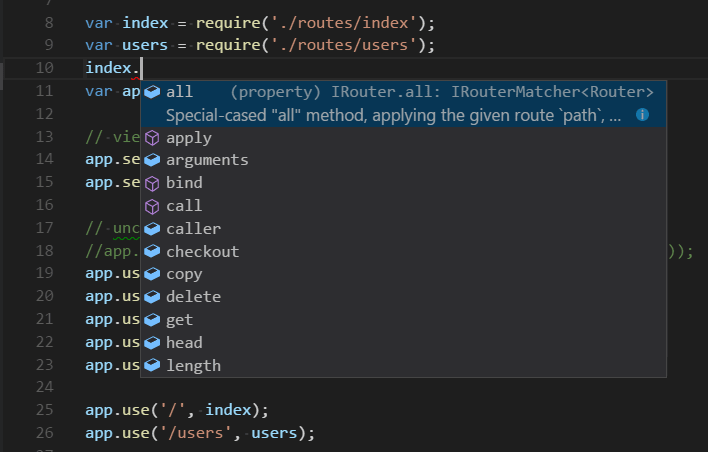 8 var index = require('./routes/index');
9 var users = require('./routes/users');
10 index.
all (property) IRouter.all: IRouterMatcher<Router>
11 var ap
Special-cased "all" method, applying the given route `path`, ...
12
13 // vie
apply
14 app.se
arguments
15 app.se
bind
16
call
17 // unc
caller
18 //app.
checkout
));
19 app.us
copy
20 app.us
delete
21 app.us
get
22 app.us
head
23 app.us
length
24
25 app.use('/', index);
26 app.use('/users', users);